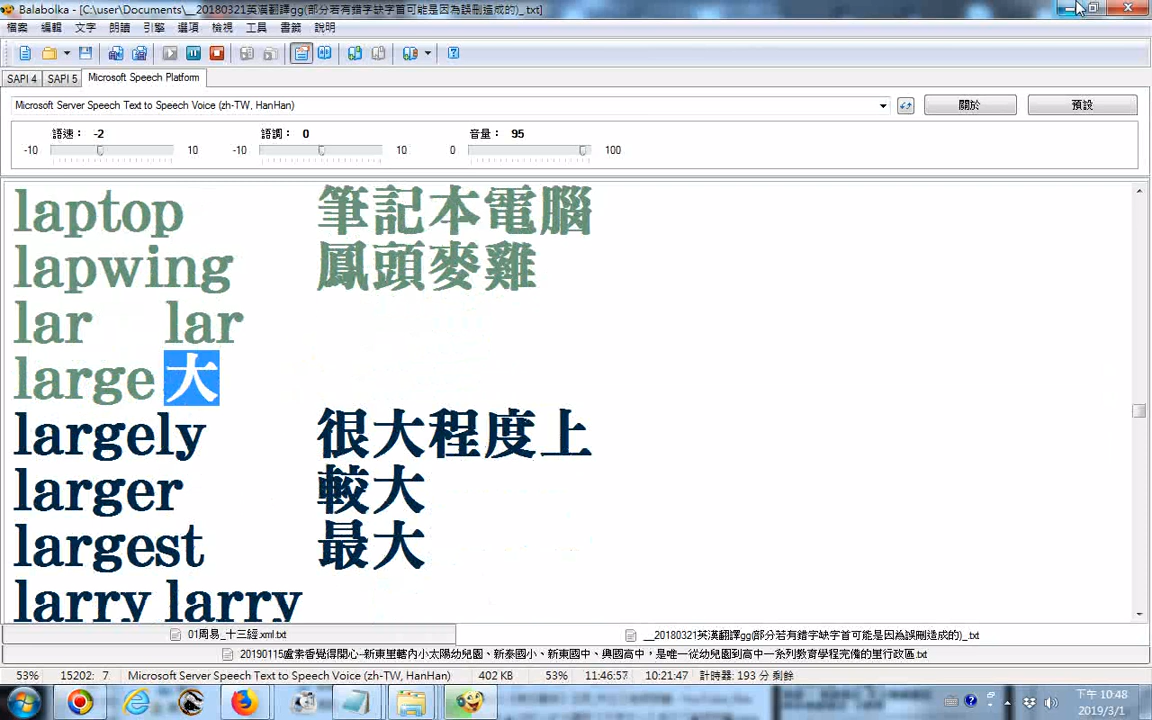 Balabolka - [C:\user\Documents\__20180321英漢翻譯gg(部分若有錯字缺字首可能是因為誤刪造成的)_.txt]
檔案 編輯 文字 朗讀 引擎 選項 檢視 工具 書籤 說明
SAPI 4 SAPI 5 Microsoft Speech Platform
Microsoft Server Speech Text to Speech Voice (zh-TW, HanHan) 關於 預設
語速： -2 語調： 0 音量： 95
-10 10 -10 10 0 100
laptop 筆記本電腦
lapwing 鳳頭麥雞
lar lar
large 大
largely 很大程度上
larger 較大
largest 最大
larry larry
01周易_十三經.xml.txt __20180321英漢翻譯gg(部分若有錯字缺字首可能是因為誤刪造成的)_.txt
20190115盧素香覺得開心--新東里轄內小太陽幼兒園、新泰國小、新東國中、興國高中，是唯一從幼兒園到高中一系列教育學程完備的里行政區.txt
53% 15202: 7 Microsoft Server Speech Text to Speech Voice (zh-TW, HanHan) 402 KB 53% 11:46:57 10:21:47 計時器: 193 分 剩餘
下午 10:48
2019/3/1